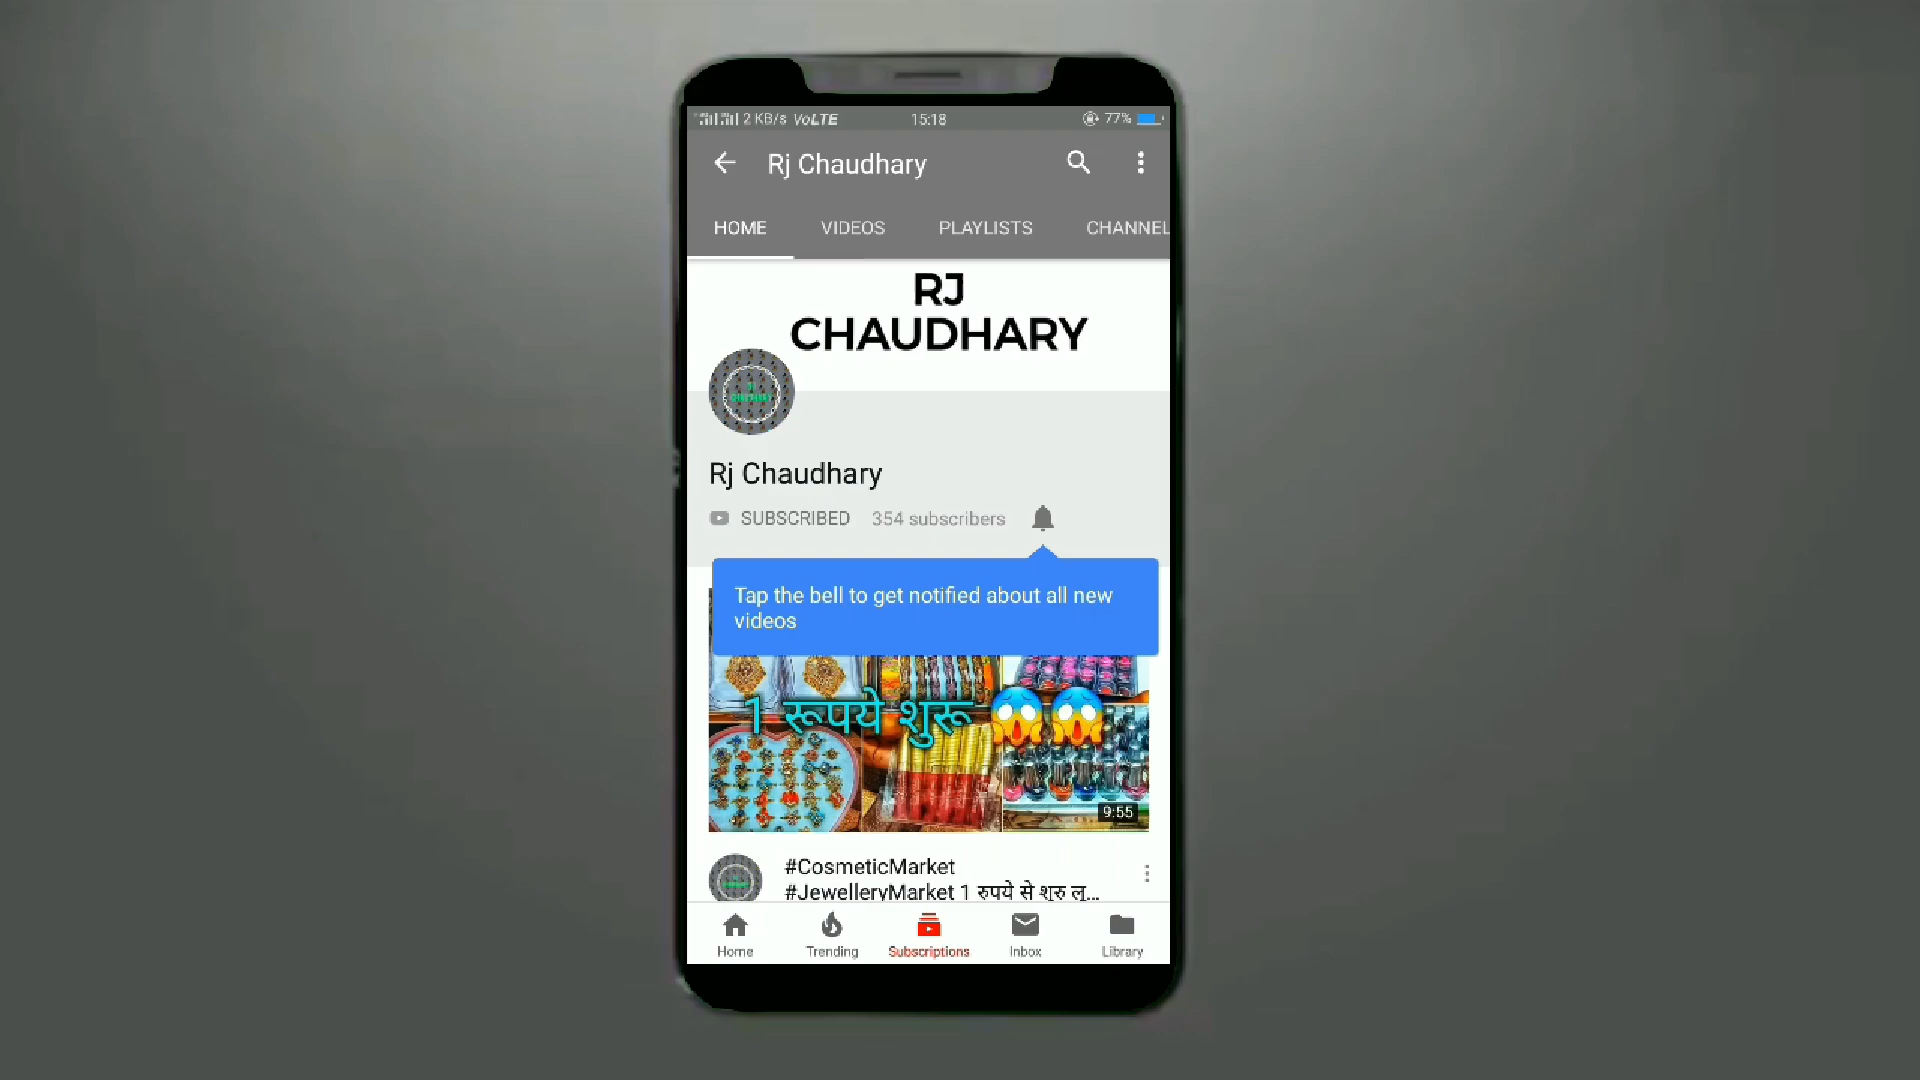 2 KB/s VoLTE 15:18 77%
Rj Chaudhary
HOME VIDEOS PLAYLISTS CHANNEL
RJ
CHAUDHARY
Rj Chaudhary
SUBSCRIBED 354 subscribers
Tap the bell to get notified about all new
videos
1 रूपये शुरू
9:55
#CosmeticMarket
#JewelleryMarket 1 रुपये से शुरु लू...
Home Trending Subscriptions Inbox Library